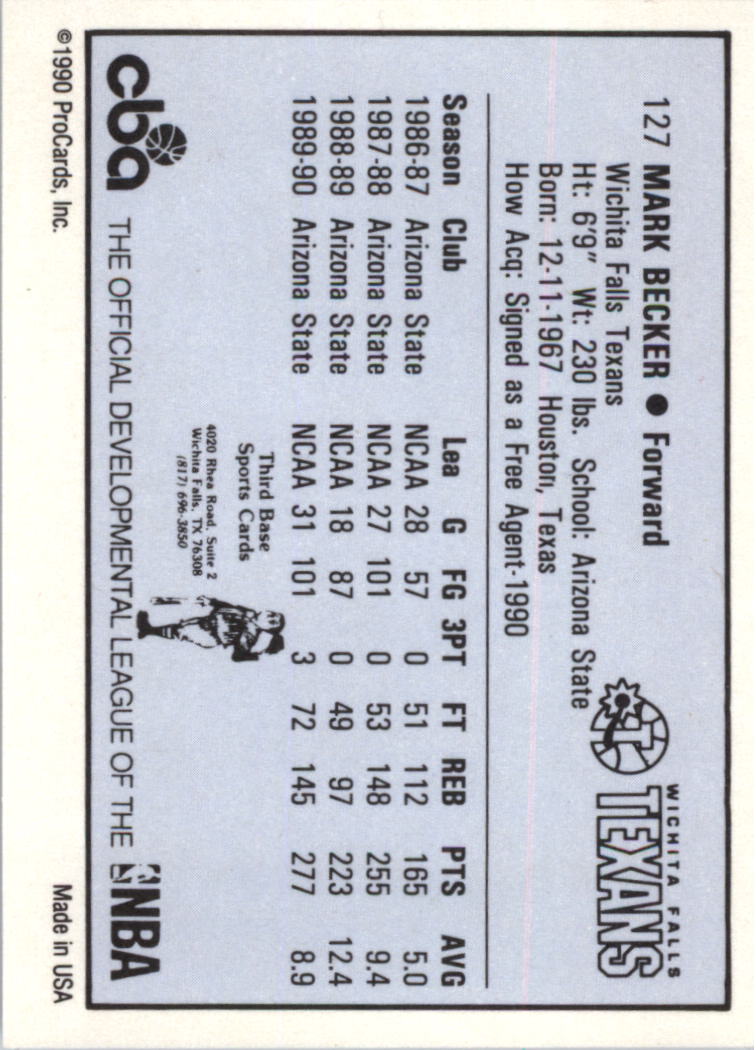 127 MARK BECKER ● Forward
Wichita Falls Texans
Ht: 6'9" Wt: 230 lbs. School: Arizona State
Born: 12-11-1967 Houston, Texas
How Acq: Signed as a Free Agent-1990
WICHITA FALLS
TEXANS
Season Club Lea G FG 3PT FT REB PTS AVG
1986-87 Arizona State NCAA 28 57 0 51 112 165 5.0
1987-88 Arizona State NCAA 27 101 0 53 148 255 9.4
1988-89 Arizona State NCAA 18 87 0 49 97 223 12.4
1989-90 Arizona State NCAA 31 101 3 72 145 277 8.9
Third Base
Sports Cards
4020 Rhea Road, Suite 2
Wichita Falls, TX 76308
(817) 696-3850
cba THE OFFICIAL DEVELOPMENTAL LEAGUE OF THE NBA
©1990 ProCards, Inc. Made in USA